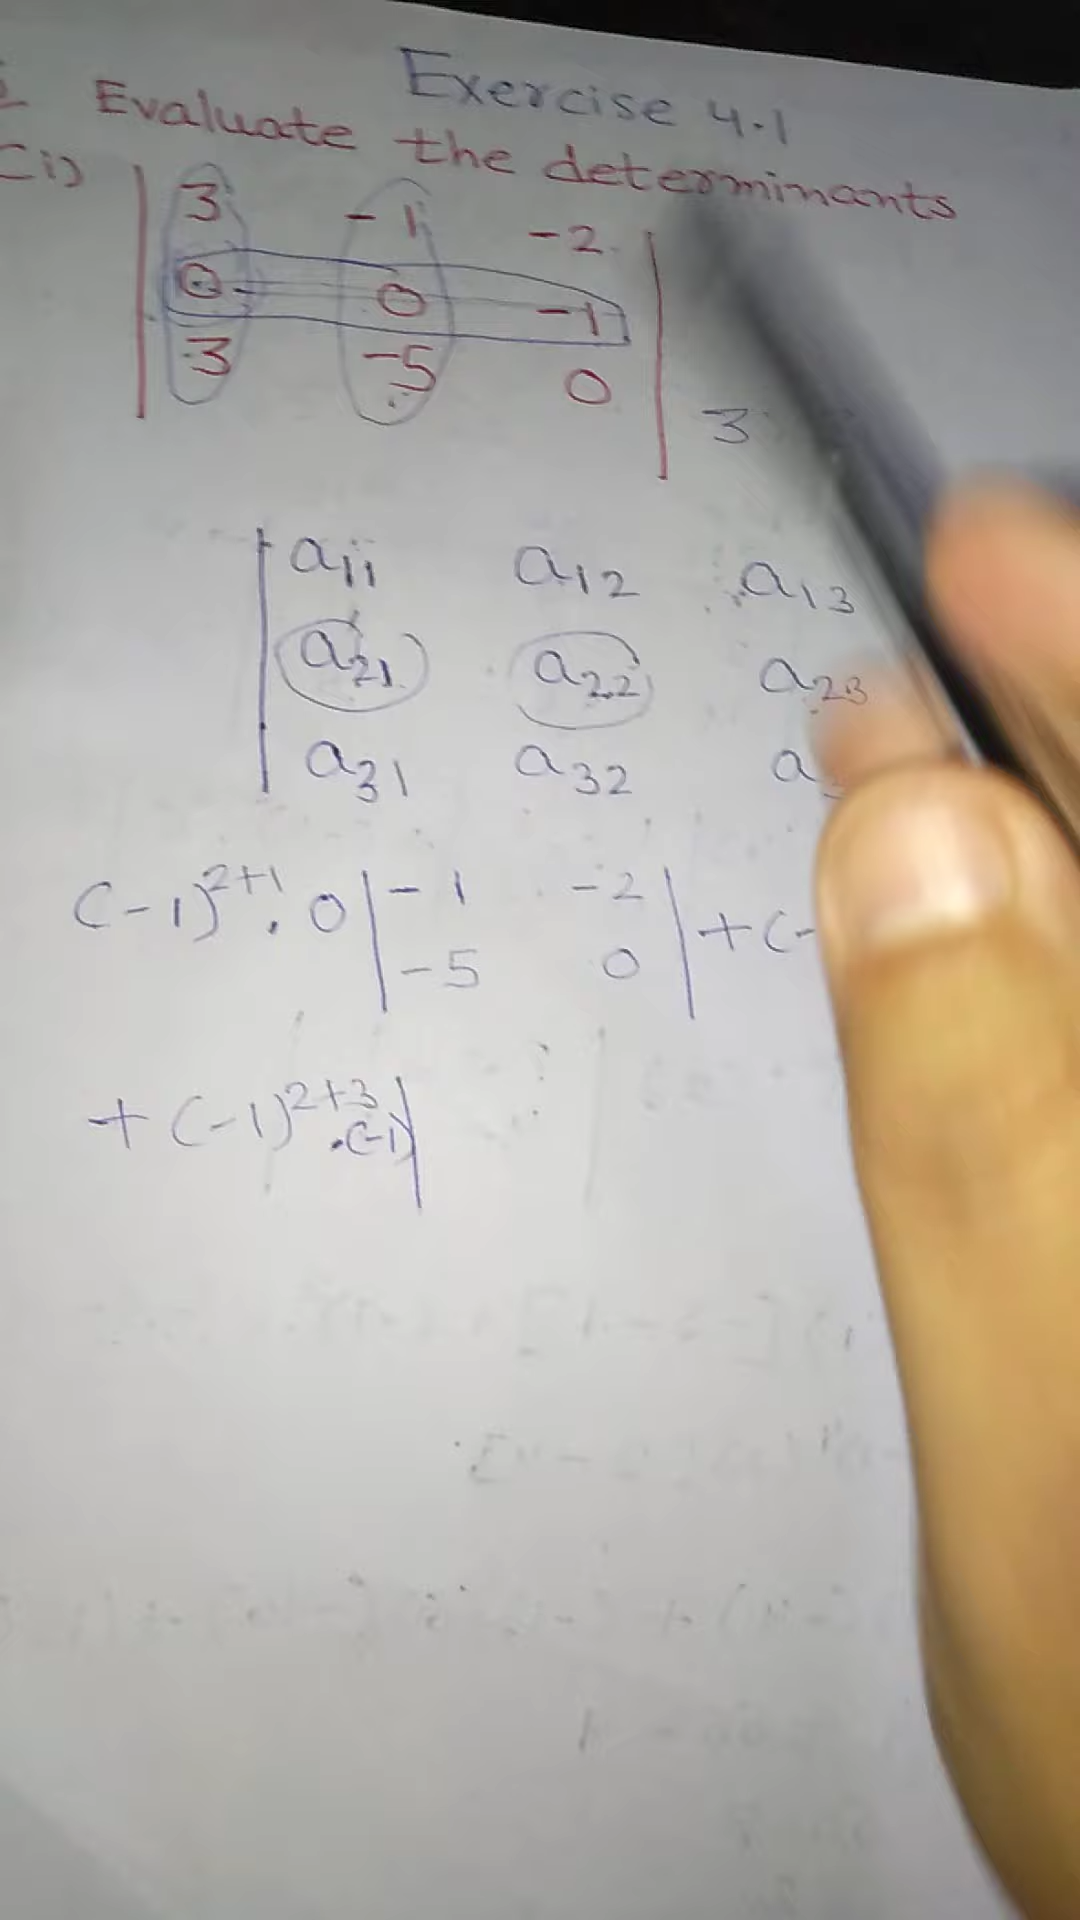 Exercise 4.1
Evaluate the determinants
(i) | 3 -1 -2 |
| 0 0 -1 |
| 3 -5 0 |
3
| a11 a12 a13
| a21 a22 a23
| a31 a32 a
(-1)^2+1 . 0 | -1 -2 | + (-
| -5 0 |
+ (-1)^2+3 .(-1) |